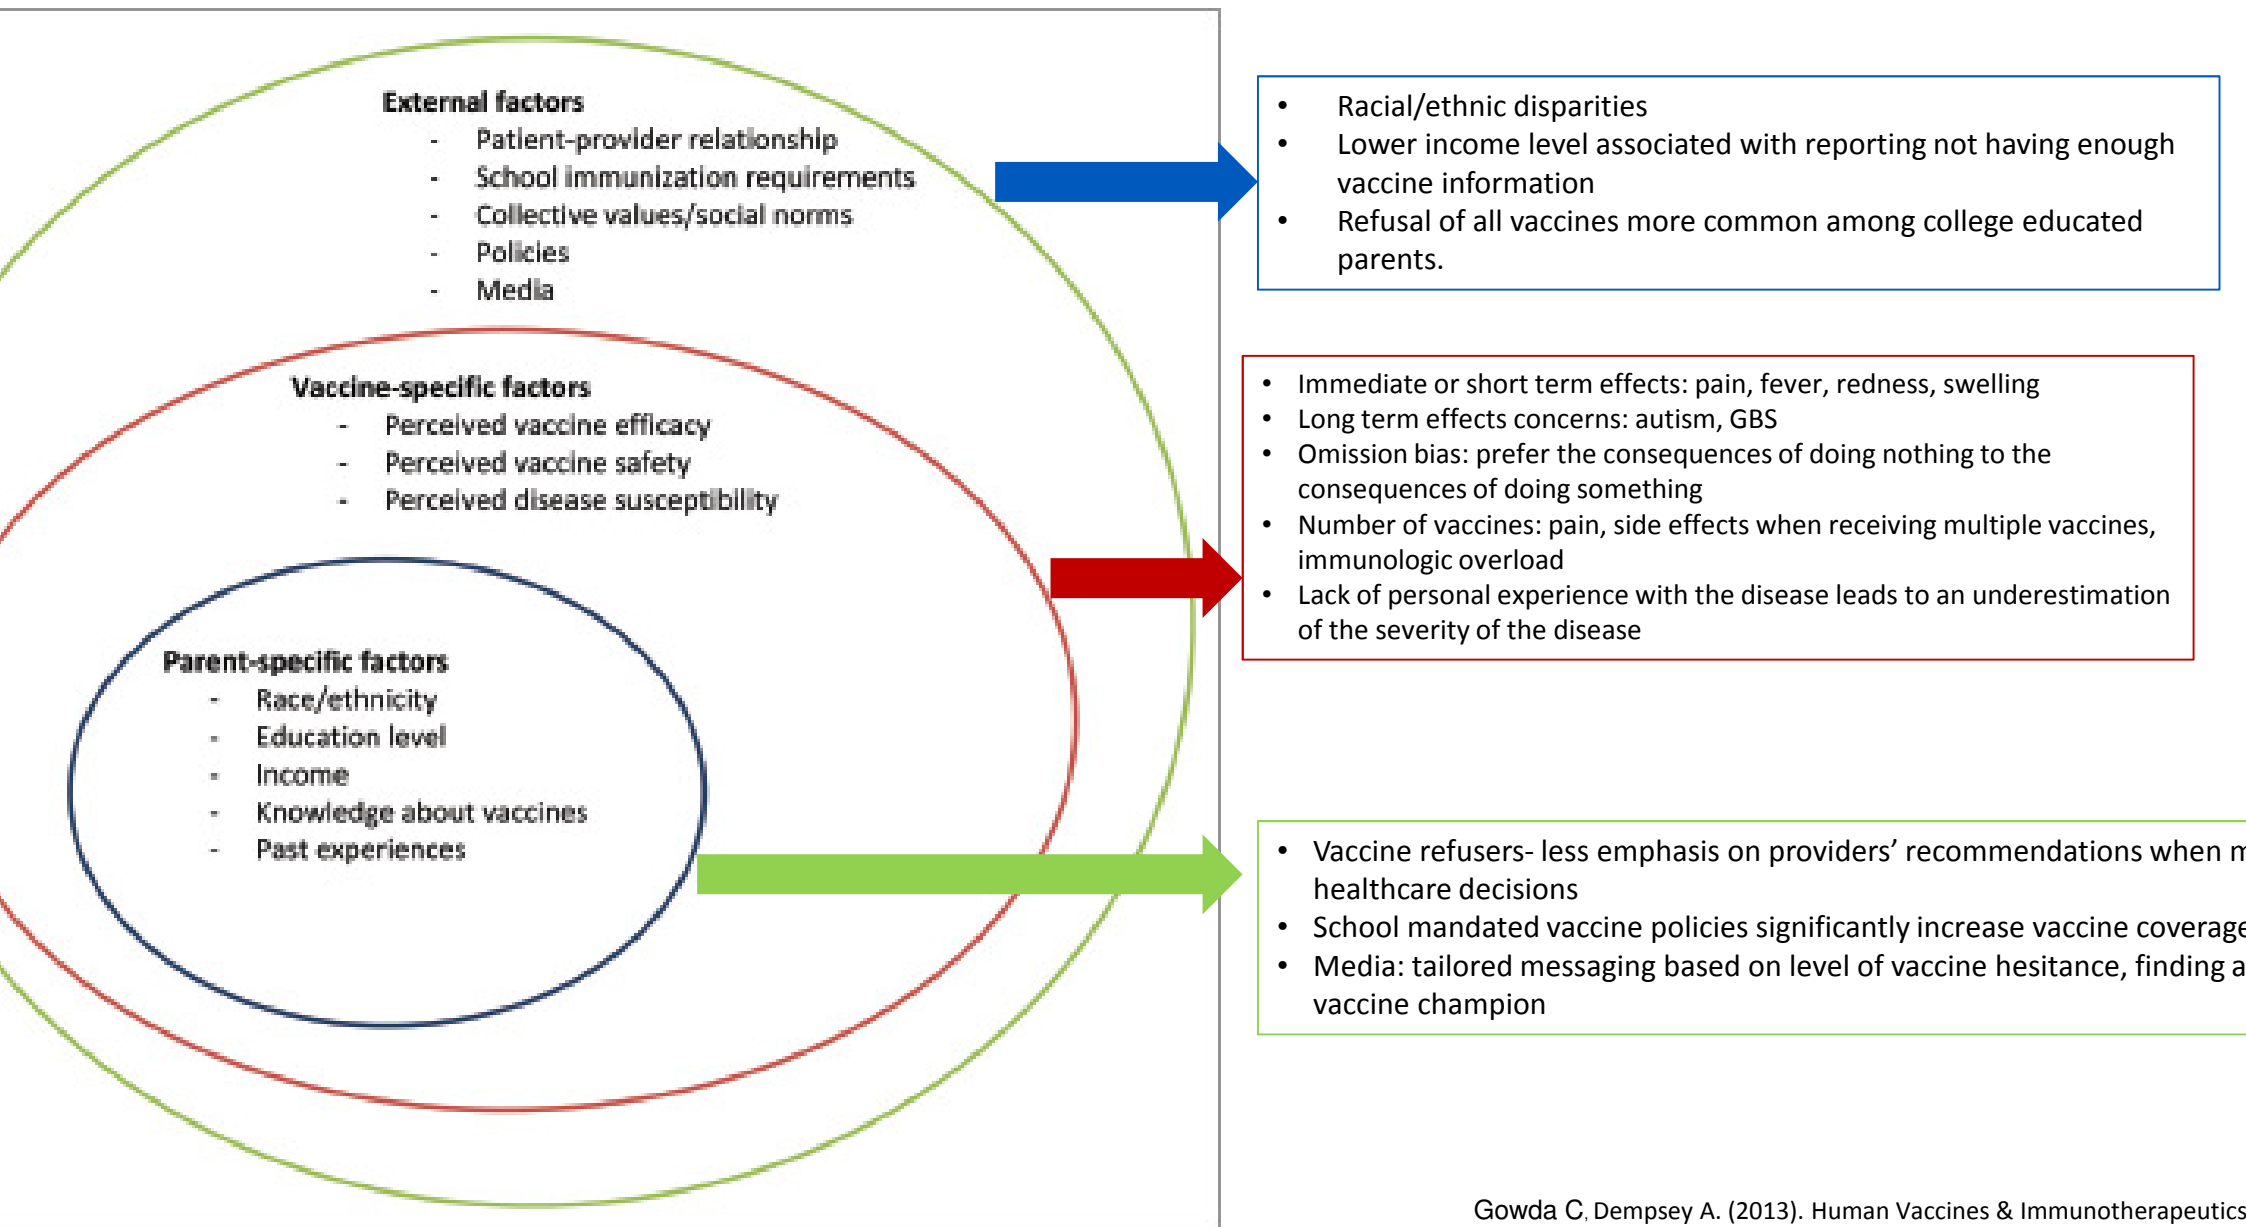 External factors
- Patient-provider relationship
- School immunization requirements
- Collective values/social norms
- Policies
- Media
Vaccine-specific factors
- Perceived vaccine efficacy
- Perceived vaccine safety
- Perceived disease susceptibility
Parent-specific factors
- Race/ethnicity
- Education level
- Income
- Knowledge about vaccines
- Past experiences
• Racial/ethnic disparities
• Lower income level associated with reporting not having enough
vaccine information
• Refusal of all vaccines more common among college educated
parents.
• Immediate or short term effects: pain, fever, redness, swelling
• Long term effects concerns: autism, GBS
• Omission bias: prefer the consequences of doing nothing to the
consequences of doing something
• Number of vaccines: pain, side effects when receiving multiple vaccines,
immunologic overload
• Lack of personal experience with the disease leads to an underestimation
of the severity of the disease
• Vaccine refusers- less emphasis on providers’ recommendations when
healthcare decisions
• School mandated vaccine policies significantly increase vaccine coverage
• Media: tailored messaging based on level of vaccine hesitance, finding a
vaccine champion
Gowda C, Dempsey A. (2013). Human Vaccines & Immunotherapeutics